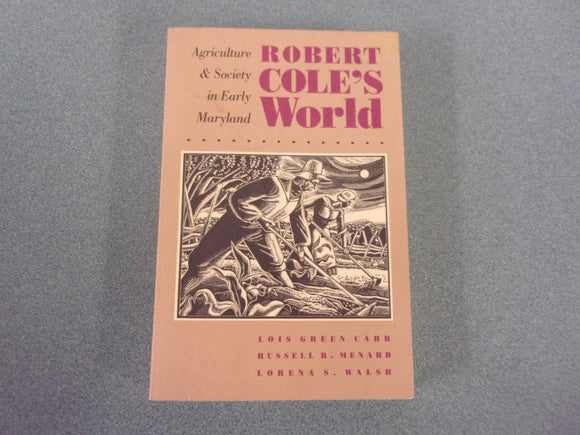 Agriculture
& Society
in Early
Maryland
ROBERT
COLE'S
World
LOIS GREEN CARR
RUSSELL R. MENARD
LORENA S. WALSH